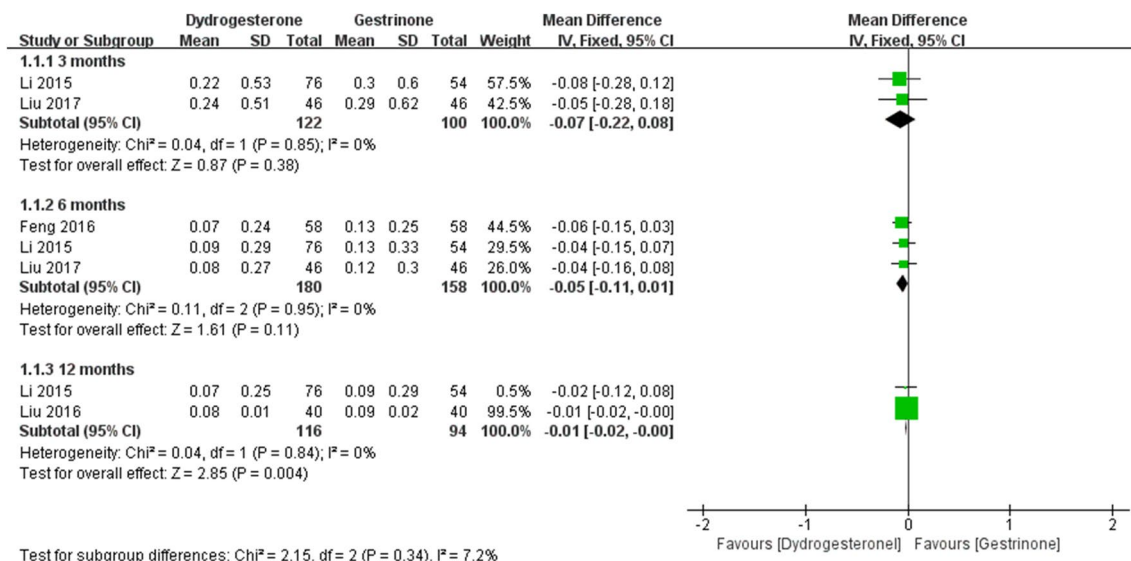 Dydrogesterone Gestrinone Mean Difference Mean Difference
Study or Subgroup Mean SD Total Mean SD Total Weight IV, Fixed, 95% CI IV, Fixed, 95% CI
1.1.1 3 months
Li 2015 0.22 0.53 76 0.3 0.6 54 57.5% -0.08 [-0.28, 0.12]
Liu 2017 0.24 0.51 46 0.29 0.62 46 42.5% -0.05 [-0.28, 0.18]
Subtotal (95% CI) 122 100 100.0% -0.07 [-0.22, 0.08]
Heterogeneity: Chi² = 0.04, df = 1 (P = 0.85); I² = 0%
Test for overall effect: Z = 0.87 (P = 0.38)
1.1.2 6 months
Feng 2016 0.07 0.24 58 0.13 0.25 58 44.5% -0.06 [-0.15, 0.03]
Li 2015 0.09 0.29 76 0.13 0.33 54 29.5% -0.04 [-0.15, 0.07]
Liu 2017 0.08 0.27 46 0.12 0.3 46 26.0% -0.04 [-0.16, 0.08]
Subtotal (95% CI) 180 158 100.0% -0.05 [-0.11, 0.01]
Heterogeneity: Chi² = 0.11, df = 2 (P = 0.95); I² = 0%
Test for overall effect: Z = 1.61 (P = 0.11)
1.1.3 12 months
Li 2015 0.07 0.25 76 0.09 0.29 54 0.5% -0.02 [-0.12, 0.08]
Liu 2016 0.08 0.01 40 0.09 0.02 40 99.5% -0.01 [-0.02, -0.00]
Subtotal (95% CI) 116 94 100.0% -0.01 [-0.02, -0.00]
Heterogeneity: Chi² = 0.04, df = 1 (P = 0.84); I² = 0%
Test for overall effect: Z = 2.85 (P = 0.004)
-2 -1 0 1 2
Favours [Dydrogesteronel] Favours [Gestrinone]
Test for subgroup differences: Chi² = 2.15, df = 2 (P = 0.34), I² = 7.2%